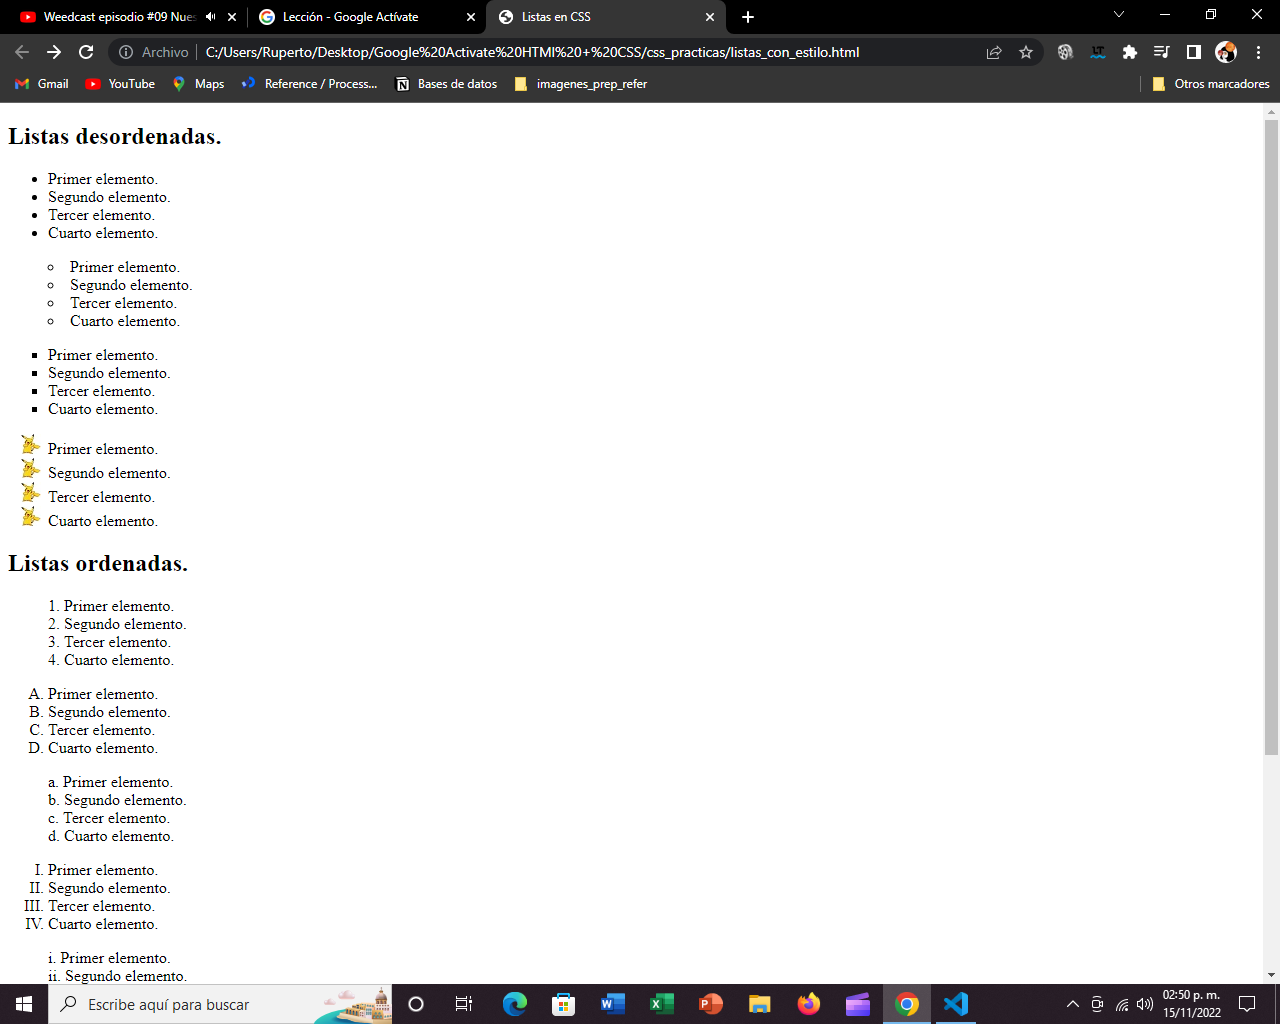 Weedcast episodio #09 Nues
Lección - Google Actívate
Listas en CSS
Archivo
C:/Users/Ruperto/Desktop/Google%20Activate%20HTMl%20+%20CSS/css_practicas/listas_con_estilo.html
Gmail
YouTube
Maps
Reference / Process...
Bases de datos
imagenes_prep_refer
Otros marcadores
Listas desordenadas.
• Primer elemento.
• Segundo elemento.
• Tercer elemento.
• Cuarto elemento.
◦ Primer elemento.
◦ Segundo elemento.
◦ Tercer elemento.
◦ Cuarto elemento.
▪ Primer elemento.
▪ Segundo elemento.
▪ Tercer elemento.
▪ Cuarto elemento.
Primer elemento.
Segundo elemento.
Tercer elemento.
Cuarto elemento.
Listas ordenadas.
1. Primer elemento.
2. Segundo elemento.
3. Tercer elemento.
4. Cuarto elemento.
A. Primer elemento.
B. Segundo elemento.
C. Tercer elemento.
D. Cuarto elemento.
a. Primer elemento.
b. Segundo elemento.
c. Tercer elemento.
d. Cuarto elemento.
I. Primer elemento.
II. Segundo elemento.
III. Tercer elemento.
IV. Cuarto elemento.
i. Primer elemento.
ii. Segundo elemento.
Escribe aquí para buscar
02:50 p. m.
15/11/2022